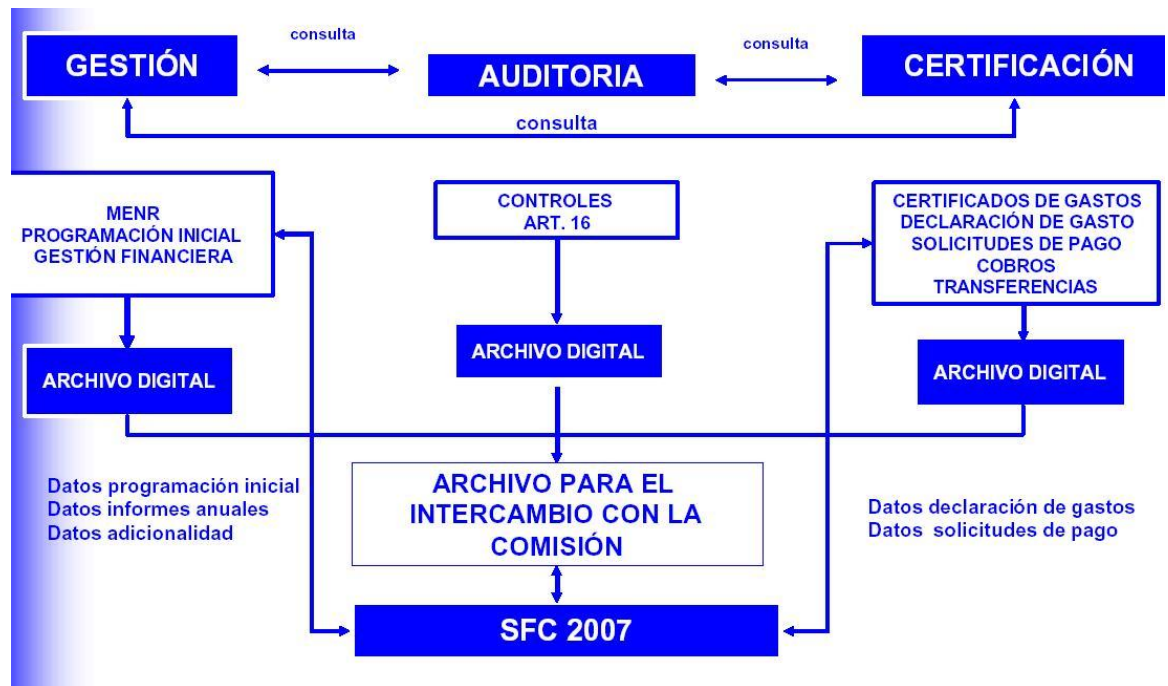 consulta
consulta
GESTIÓN
AUDITORIA
CERTIFICACIÓN
consulta
MENR
PROGRAMACIÓN INICIAL
GESTIÓN FINANCIERA
CONTROLES
ART. 16
CERTIFICADOS DE GASTOS
DECLARACIÓN DE GASTO
SOLICITUDES DE PAGO
COBROS
TRANSFERENCIAS
ARCHIVO DIGITAL
ARCHIVO DIGITAL
ARCHIVO DIGITAL
Datos programación inicial
Datos informes anuales
Datos adicionalidad
ARCHIVO PARA EL
INTERCAMBIO CON LA
COMISIÓN
Datos declaración de gastos
Datos solicitudes de pago
SFC 2007